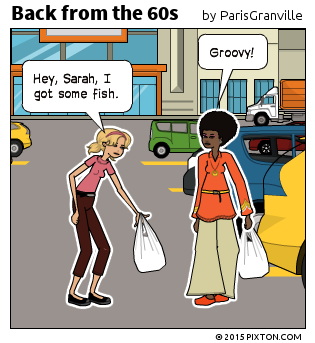 Back from the 60s by ParisGranville
Hey, Sarah, I
got some fish.
Groovy!
© 2015 PIXTON.COM